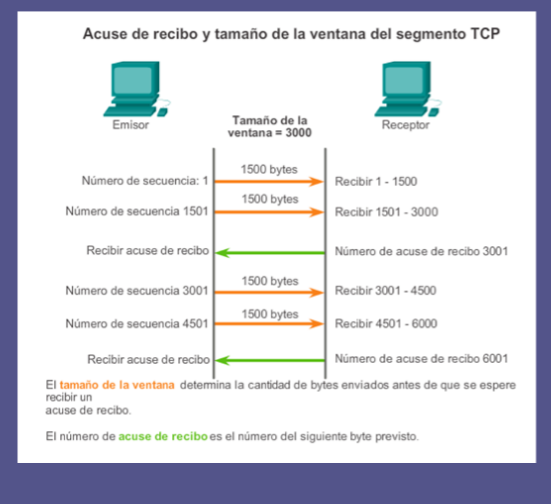 Acuse de recibo y tamaño de la ventana del segmento TCP
Emisor
Tamaño de la
ventana = 3000
Receptor
1500 bytes
Número de secuencia: 1
Recibir 1 - 1500
1500 bytes
Número de secuencia 1501
Recibir 1501 - 3000
Recibir acuse de recibo
Número de acuse de recibo 3001
1500 bytes
Número de secuencia 3001
Recibir 3001 - 4500
1500 bytes
Número de secuencia 4501
Recibir 4501 - 6000
Recibir acuse de recibo
Número de acuse de recibo 6001
El tamaño de la ventana determina la cantidad de bytes enviados antes de que se espere
recibir un
acuse de recibo.
El número de acuse de recibo es el número del siguiente byte previsto.